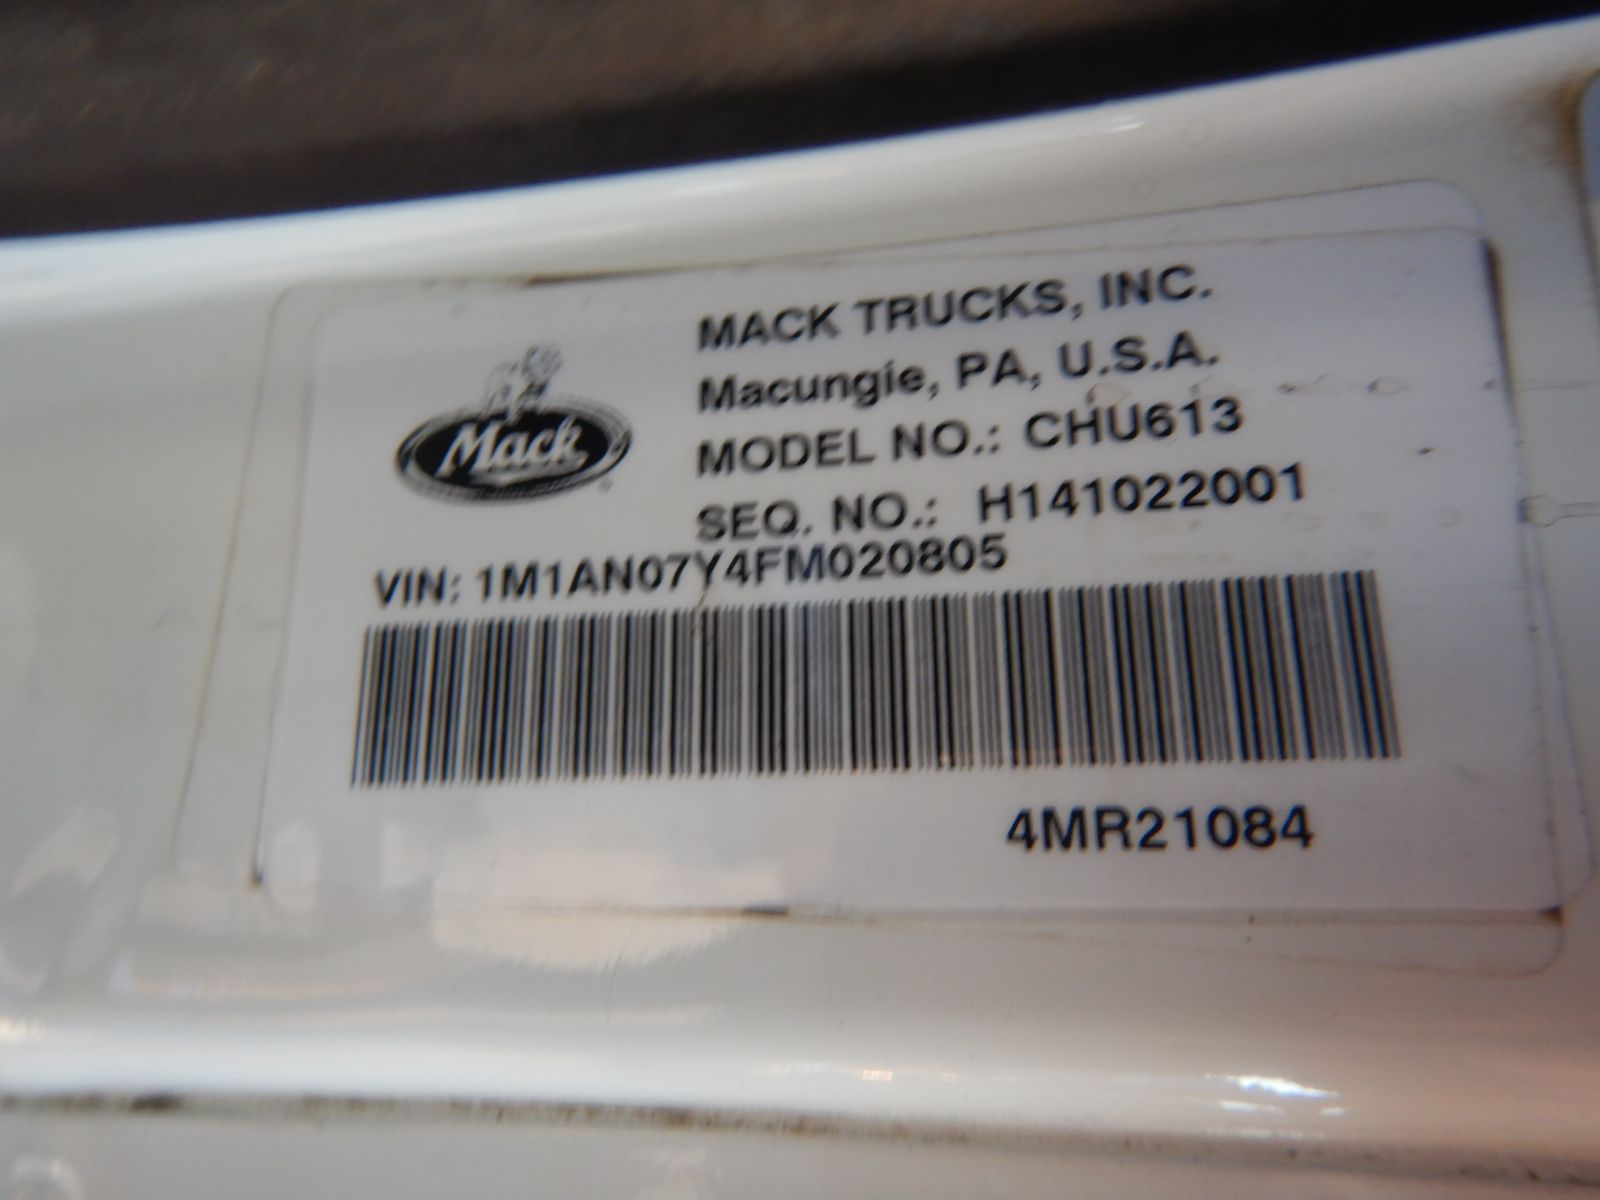 MACK TRUCKS, INC.
Macungie, PA, U.S.A.
MODEL NO.: CHU613
SEQ. NO.: H141022001
Mack
VIN: 1M1AN07Y4FM020805
4MR21084